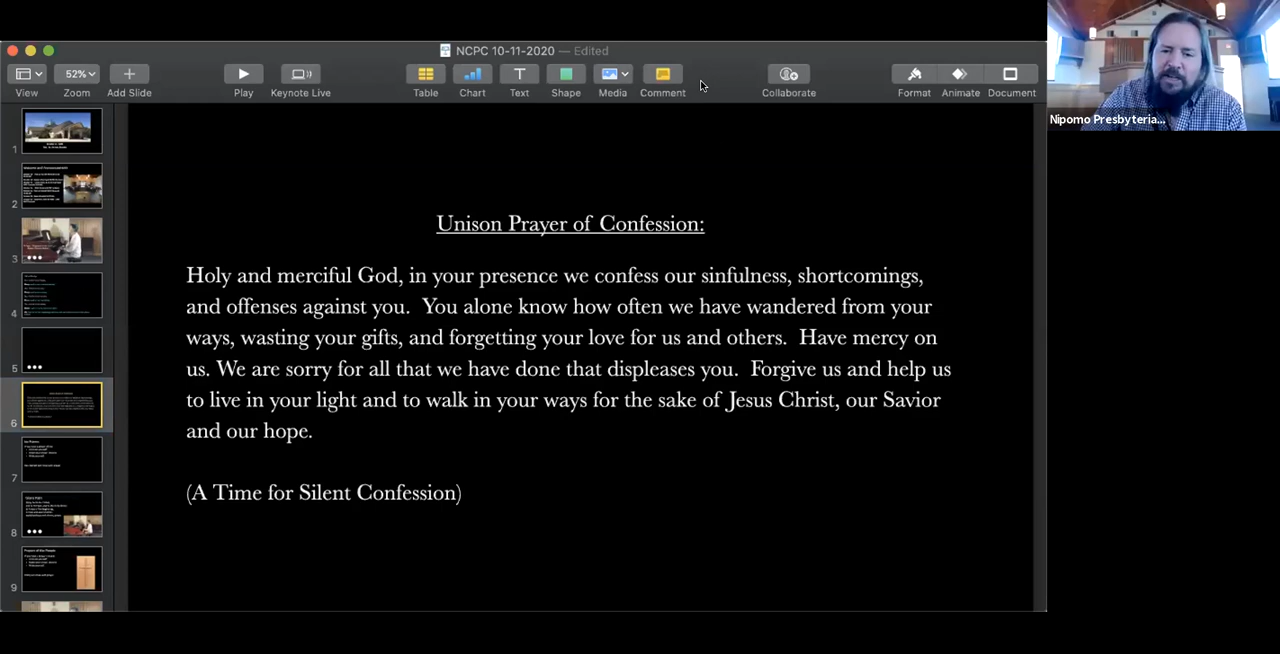 NCPC 10-11-2020 — Edited
52%
View
Zoom
Add Slide
Play
Keynote Live
Table
Chart
Text
Shape
Media
Comment
Collaborate
Format
Animate
Document
Nipomo Presbyteria...
1
2
3
4
5
6
7
8
9
Unison Prayer of Confession:
Holy and merciful God, in your presence we confess our sinfulness, shortcomings,
and offenses against you.  You alone know how often we have wandered from your
ways, wasting your gifts, and forgetting your love for us and others.  Have mercy on
us. We are sorry for all that we have done that displeases you.  Forgive us and help us
to live in your light and to walk in your ways for the sake of Jesus Christ, our Savior
and our hope.
(A Time for Silent Confession)